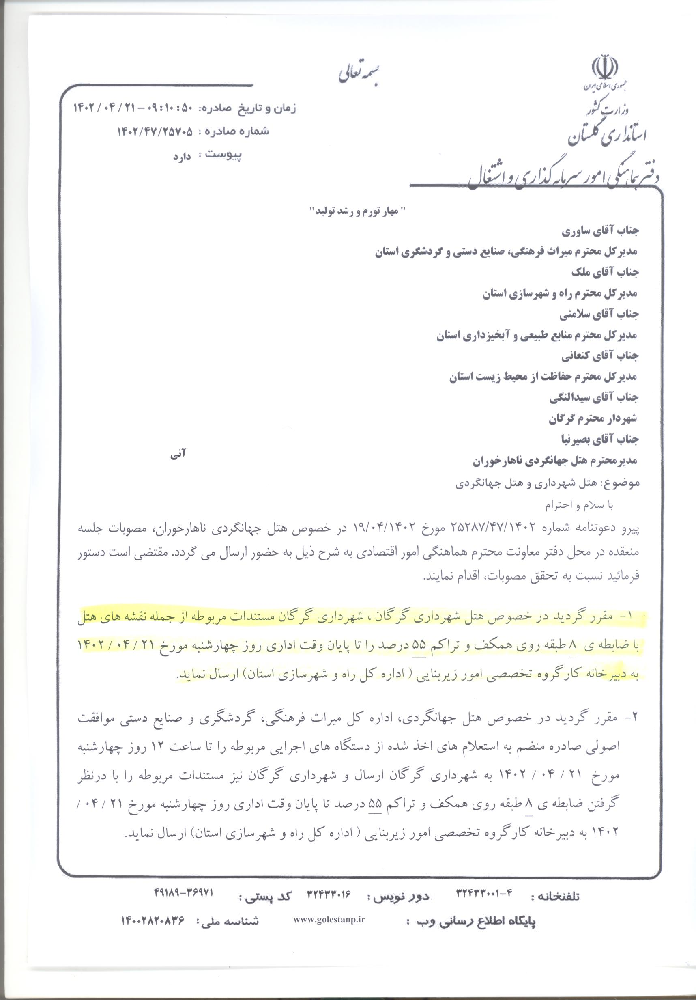 بسمه تعالی
جمهوری اسلامی ایران
وزارت کشور
استانداری گلستان
دفتر هماهنگی امور سرمایه گذاری و اشتغال
زمان و تاریخ صادره: ۰۹:۱۰:۵۰ – ۱۴۰۲/۰۴/۲۱
شماره صادره : ۱۴۰۲/۴۷/۲۵۷۰۵
پیوست : دارد
" مهار تورم و رشد تولید"
جناب آقای ساوری
مدیرکل محترم میراث فرهنگی، صنایع دستی و گردشگری استان
جناب آقای ملک
مدیرکل محترم راه و شهرسازی استان
جناب آقای سلامتی
مدیرکل محترم منابع طبیعی و آبخیزداری استان
جناب آقای کنعانی
مدیرکل محترم حفاظت از محیط زیست استان
جناب آقای سیدالنگی
شهردار محترم گرگان
جناب آقای بصیرنیا
آنی
مدیرمحترم هتل جهانگردی ناهارخوران
موضوع: هتل شهرداری و هتل جهانگردی
با سلام و احترام
پیرو دعوتنامه شماره ۲۵۲۸۷/۴۷/۱۴۰۲ مورخ ۱۹/۰۴/۱۴۰۲ در خصوص هتل جهانگردی ناهارخوران، مصوبات جلسه
منعقده در محل دفتر معاونت محترم هماهنگی امور اقتصادی به شرح ذیل به حضور ارسال می گردد. مقتضی است دستور
فرمائید نسبت به تحقق مصوبات، اقدام نمایند.
۱- مقرر گردید در خصوص هتل شهرداری گرگان ، شهرداری گرگان مستندات مربوطه از جمله نقشه های هتل
با ضابطه ی ۸ طبقه روی همکف و تراکم ۵۵ درصد را تا پایان وقت اداری روز چهارشنبه مورخ ۲۱ / ۰۴ / ۱۴۰۲
به دبیرخانه کارگروه تخصصی امور زیربنایی ( اداره کل راه و شهرسازی استان) ارسال نماید.
۲- مقرر گردید در خصوص هتل جهانگردی، اداره کل میراث فرهنگی، گردشگری و صنایع دستی موافقت
اصولی صادره منضم به استعلام های اخذ شده از دستگاه های اجرایی مربوطه را تا ساعت ۱۲ روز چهارشنبه
مورخ ۲۱ / ۰۴ / ۱۴۰۲ به شهرداری گرگان ارسال و شهرداری گرگان نیز مستندات مربوطه را با درنظر
گرفتن ضابطه ی ۸ طبقه روی همکف و تراکم ۵۵ درصد تا پایان وقت اداری روز چهارشنبه مورخ ۲۱ / ۰۴ /
۱۴۰۲ به دبیرخانه کارگروه تخصصی امور زیربنایی ( اداره کل راه و شهرسازی استان) ارسال نماید.
تلفنخانه : ۳۲۴۳۳۰۰۱-۴ دور نویس : ۳۲۴۳۳۰۱۶ کد پستی : ۴۹۱۸۹-۳۶۹۷۱
پایگاه اطلاع رسانی وب : www.golestanp.ir شناسه ملی : ۱۴۰۰۲۸۲۰۸۳۶